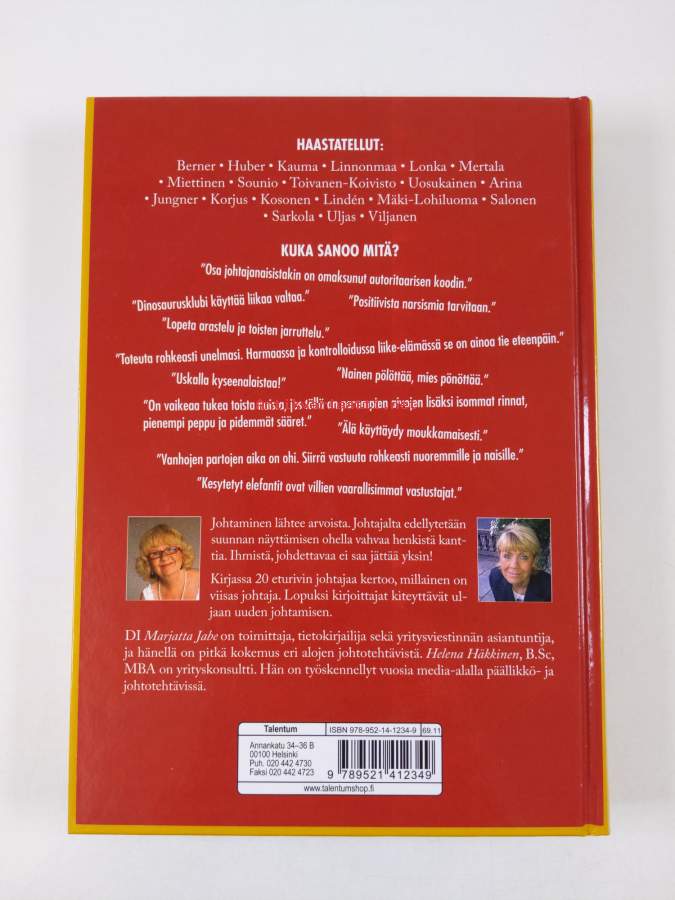 HAASTATELLUT:
Berner • Huber • Kauma • Linnonmaa • Lonka • Mertala
• Miettinen • Sounio • Toivanen-Koivisto • Uosukainen • Arina
• Jungner • Korjus • Kosonen • Lindén • Mäki-Lohiluoma • Salonen
• Sarkola • Uljas • Viljanen
KUKA SANOO MITÄ?
"Osa johtajanaisistakin on omaksunut autoritaarisen koodin."
"Dinosaurusklubi käyttää liikaa valtaa."
"Positiivista narsismia tarvitaan."
"Lopeta arastelu ja toisten jarruttelu."
"Toteuta rohkeasti unelmasi. Harmaassa ja kontrolloidussa liike-elämässä se on ainoa tie eteenpäin."
"Uskalla kyseenalaistaa!"
"Nainen pölöttää, mies pönöttää."
"On vaikeaa tukea toista naista, jos tällä on parempien aivojen lisäksi isommat rinnat,
pienempi peppu ja pidemmät sääret."
"Älä käyttäydy moukkamaisesti."
"Vanhojen partojen aika on ohi. Siirrä vastuuta rohkeasti nuoremmille ja naisille."
"Kesytetyt elefantit ovat villien vaarallisimmat vastustajat."
Johtaminen lähtee arvoista. Johtajalta edellytetään
suunnan näyttämisen ohella vahvaa henkistä kant-
tia. Ihmistä, johdettavaa ei saa jättää yksin!
Kirjassa 20 eturivin johtajaa kertoo, millainen on
viisas johtaja. Lopuksi kirjoittajat kiteyttävät ul-
jaan uuden johtamisen.
DI Marjatta Jabe on toimittaja, tietokirjailija sekä yritysviestinnän asiantuntija,
ja hänellä on pitkä kokemus eri alojen johtotehtävistä. Helena Häkkinen, B.Sc,
MBA on yrityskonsultti. Hän on työskennellyt vuosia media-alalla päällikkö- ja
johtotehtävissä.
Talentum
ISBN 978-952-14-1234-9
69.11
Annankatu 34–36 B
00100 Helsinki
Puh. 020 442 4730
Faksi 020 442 4723
9 789521 412349
www.talentumshop.fi